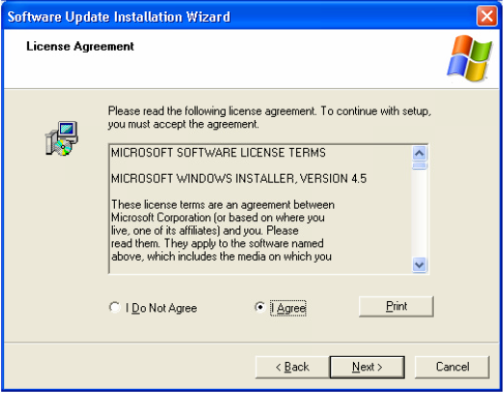 Software Update Installation Wizard
License Agreement
Please read the following license agreement. To continue with setup,
you must accept the agreement.
MICROSOFT SOFTWARE LICENSE TERMS
MICROSOFT WINDOWS INSTALLER, VERSION 4.5
These license terms are an agreement between
Microsoft Corporation (or based on where you
live, one of its affiliates) and you. Please
read them. They apply to the software named
above, which includes the media on which you
I Do Not Agree
I Agree
Print
< Back
Next >
Cancel